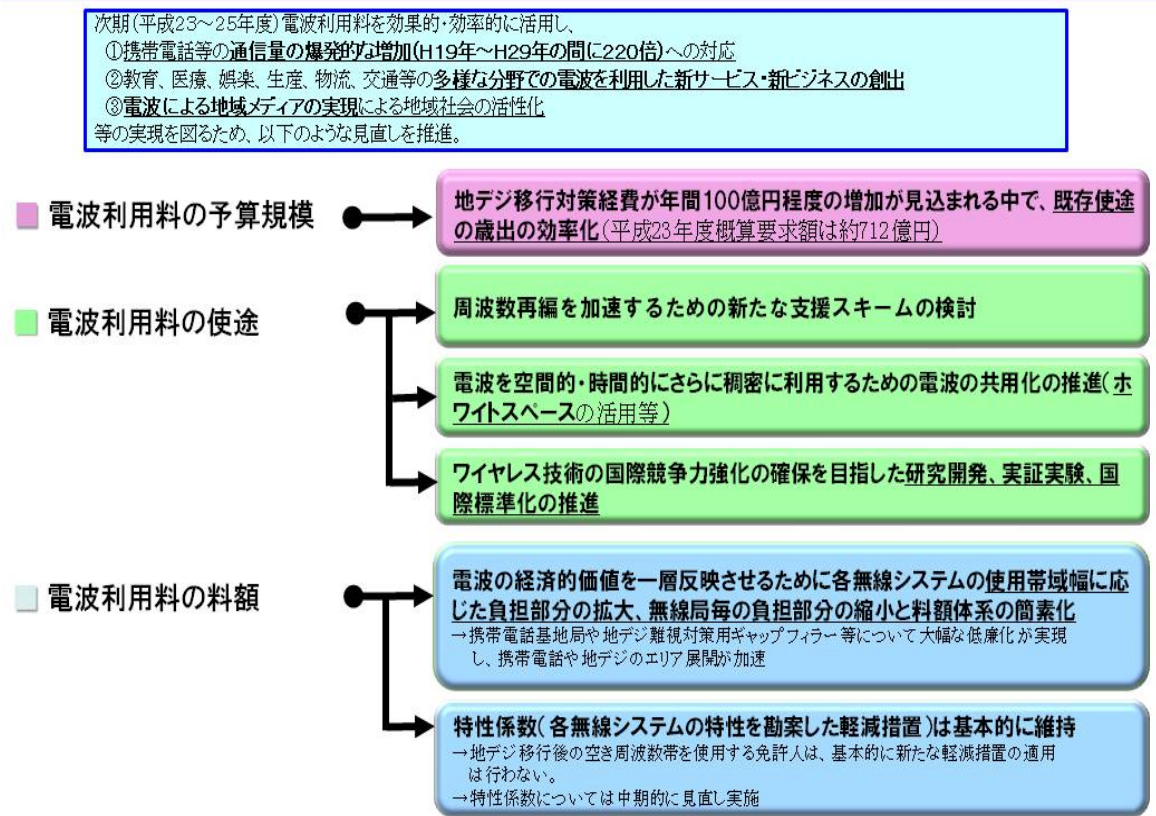 次期(平成23～25年度)電波利用料を効果的・効率的に活用し、
①携帯電話等の通信量の爆発的な増加(H19年～H29年の間に220倍)への対応
②教育、医療、娯楽、生産、物流、交通等の多様な分野での電波を利用した新サービス・新ビジネスの創出
③電波による地域メディアの実現による地域社会の活性化
等の実現を図るため、以下のような見直しを推進。
電波利用料の予算規模
地デジ移行対策経費が年間100億円程度の増加が見込まれる中で、既存使途
の歳出の効率化(平成23年度概算要求額は約712億円)
電波利用料の使途
周波数再編を加速するための新たな支援スキームの検討
電波を空間的・時間的にさらに稠密に利用するための電波の共用化の推進(ホ
ワイトスペースの活用等)
ワイヤレス技術の国際競争力強化の確保を目指した研究開発、実証実験、国
際標準化の推進
電波利用料の料額
電波の経済的価値を一層反映させるために各無線システムの使用帯域幅に応
じた負担部分の拡大、無線局毎の負担部分の縮小と料額体系の簡素化
→携帯電話基地局や地デジ難視対策用ギャップフィラー等について大幅な低廉化が実現
し、携帯電話や地デジのエリア展開が加速
特性係数(各無線システムの特性を勘案した軽減措置)は基本的に維持
→地デジ移行後の空き周波数帯を使用する免許人は、基本的に新たな軽減措置の適用
は行わない。
→特性係数については中期的に見直し実施